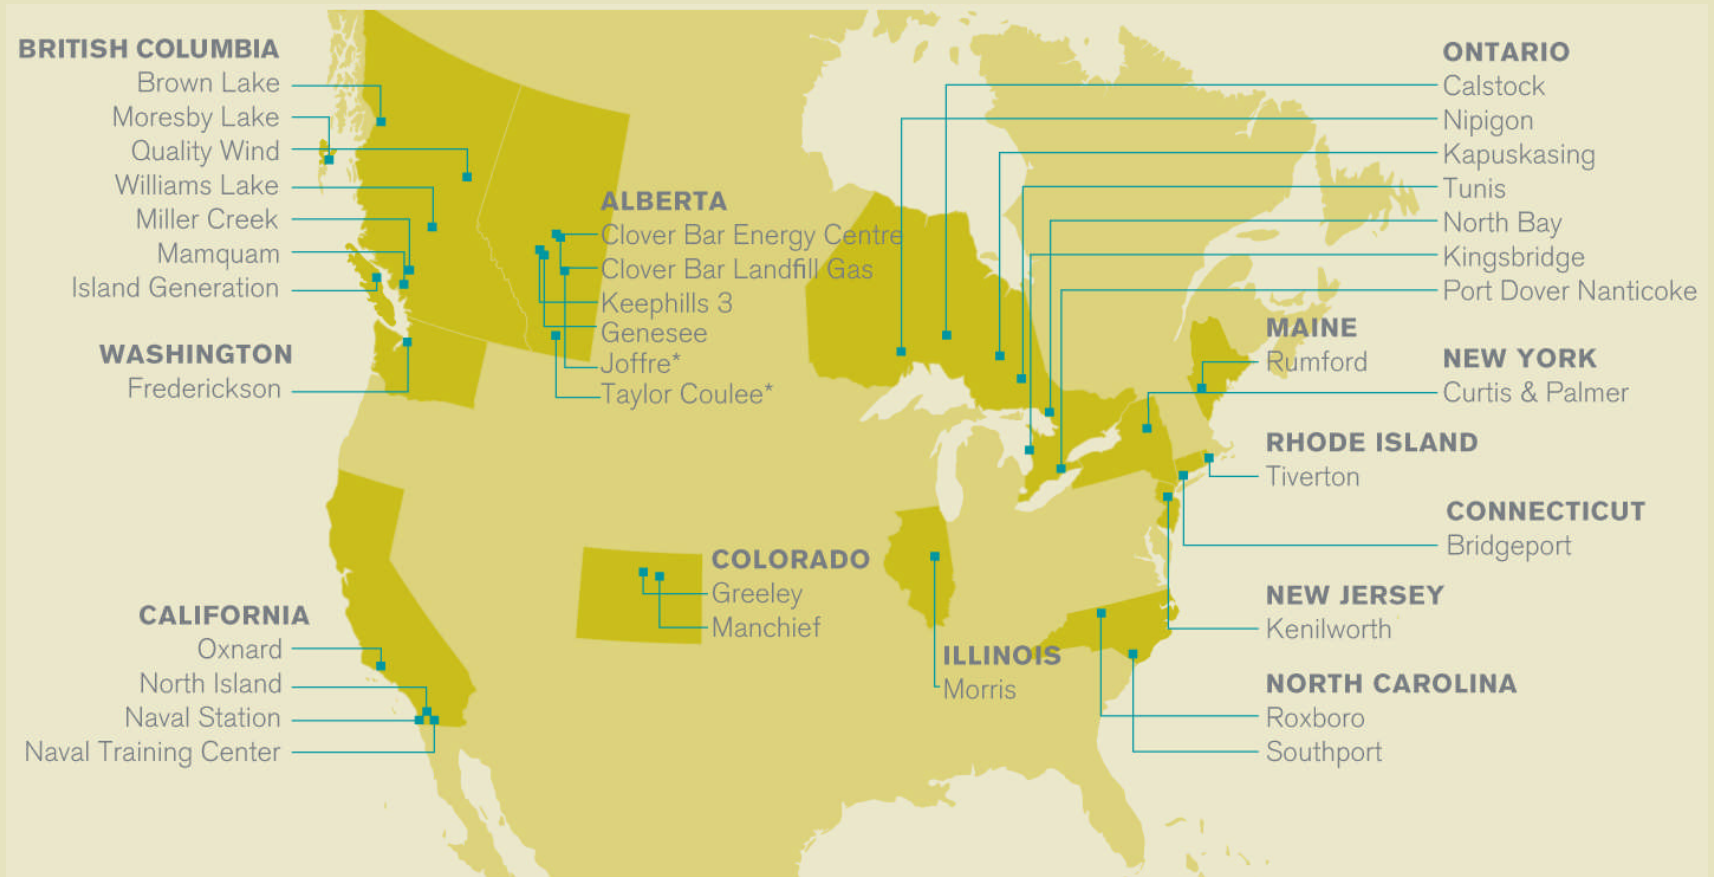 BRITISH COLUMBIA
Brown Lake
Moresby Lake
Quality Wind
Williams Lake
Miller Creek
Mamquam
Island Generation
WASHINGTON
Frederickson
CALIFORNIA
Oxnard
North Island
Naval Station
Naval Training Center
ALBERTA
Clover Bar Energy Centre
Clover Bar Landfill Gas
Keephills 3
Genesee
Joffre*
Taylor Coulee*
COLORADO
Greeley
Manchief
ILLINOIS
Morris
ONTARIO
Calstock
Nipigon
Kapuskasing
Tunis
North Bay
Kingsbridge
Port Dover Nanticoke
MAINE
Rumford
NEW YORK
Curtis & Palmer
RHODE ISLAND
Tiverton
CONNECTICUT
Bridgeport
NEW JERSEY
Kenilworth
NORTH CAROLINA
Roxboro
Southport